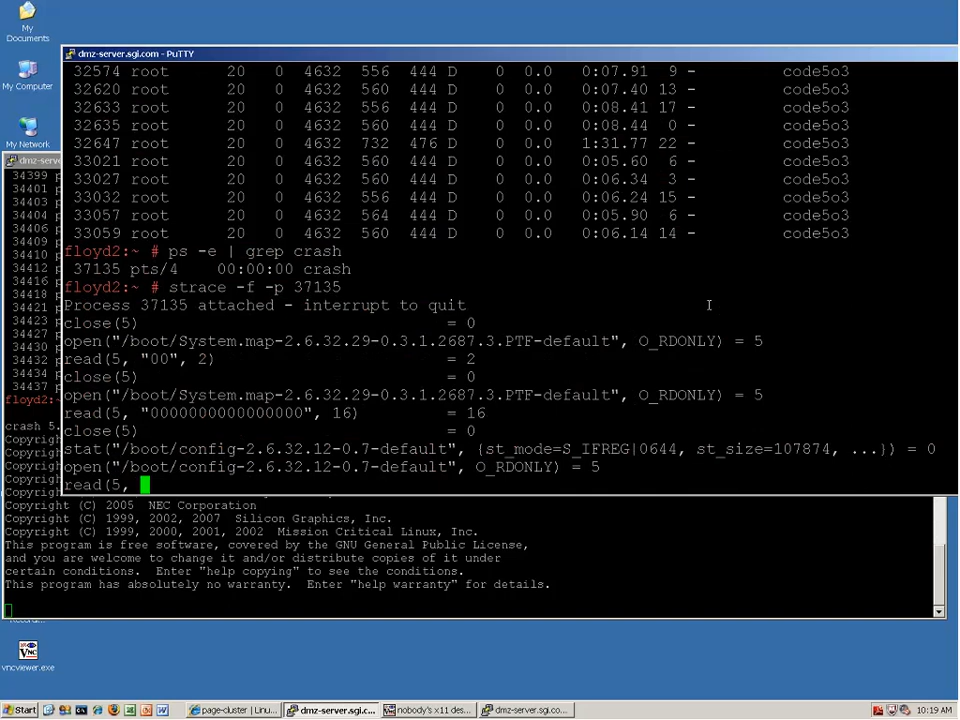 My
Documents
My Computer
My Network
dmz-server.sgi.com - PuTTY
32574 root 20 0 4632 556 444 D 0 0.0 0:07.91 9 - code5o3
32620 root 20 0 4632 560 444 D 0 0.0 0:07.40 13 - code5o3
32633 root 20 0 4632 556 444 D 0 0.0 0:08.41 17 - code5o3
32635 root 20 0 4632 560 444 D 0 0.0 0:08.44 0 - code5o3
32647 root 20 0 4632 732 476 D 0 0.0 1:31.77 22 - code5o3
33021 root 20 0 4632 560 444 D 0 0.0 0:05.60 6 - code5o3
33027 root 20 0 4632 560 444 D 0 0.0 0:06.34 3 - code5o3
33032 root 20 0 4632 556 444 D 0 0.0 0:06.24 15 - code5o3
33057 root 20 0 4632 564 444 D 0 0.0 0:05.90 6 - code5o3
33059 root 20 0 4632 560 444 D 0 0.0 0:06.14 14 - code5o3
floyd2:~ # ps -e | grep crash
37135 pts/4 00:00:00 crash
floyd2:~ # strace -f -p 37135
Process 37135 attached - interrupt to quit
close(5) = 0
open("/boot/System.map-2.6.32.29-0.3.1.2687.3.PTF-default", O_RDONLY) = 5
read(5, "00", 2) = 2
close(5) = 0
open("/boot/System.map-2.6.32.29-0.3.1.2687.3.PTF-default", O_RDONLY) = 5
read(5, "0000000000000000", 16) = 16
close(5) = 0
stat("/boot/config-2.6.32.12-0.7-default", {st_mode=S_IFREG|0644, st_size=107874, ...}) = 0
open("/boot/config-2.6.32.12-0.7-default", O_RDONLY) = 5
read(5,
dmz-serve
34399 p
34401 p
34403 p
34404 p
34406 p
34409 p
34410 p
34412 p
34416 p
34418 p
34421 p
34423 p
34427 p
34430 p
34432 p
34434 p
34437 p
floyd2:
crash 5.
Copyrigh
Copyrigh
Copyrigh
Copyrigh
Copyrigh
Copyright (C) 2005 NEC Corporation
Copyright (C) 1999, 2002, 2007 Silicon Graphics, Inc.
Copyright (C) 1999, 2000, 2001, 2002 Mission Critical Linux, Inc.
This program is free software, covered by the GNU General Public License,
and you are welcome to change it and/or distribute copies of it under
certain conditions. Enter "help copying" to see the conditions.
This program has absolutely no warranty. Enter "help warranty" for details.
vncviewer.exe
Start
page-cluster | Linu...
dmz-server.sgi.c...
nobody's x11 des...
dmz-server.sgi.co...
10:19 AM